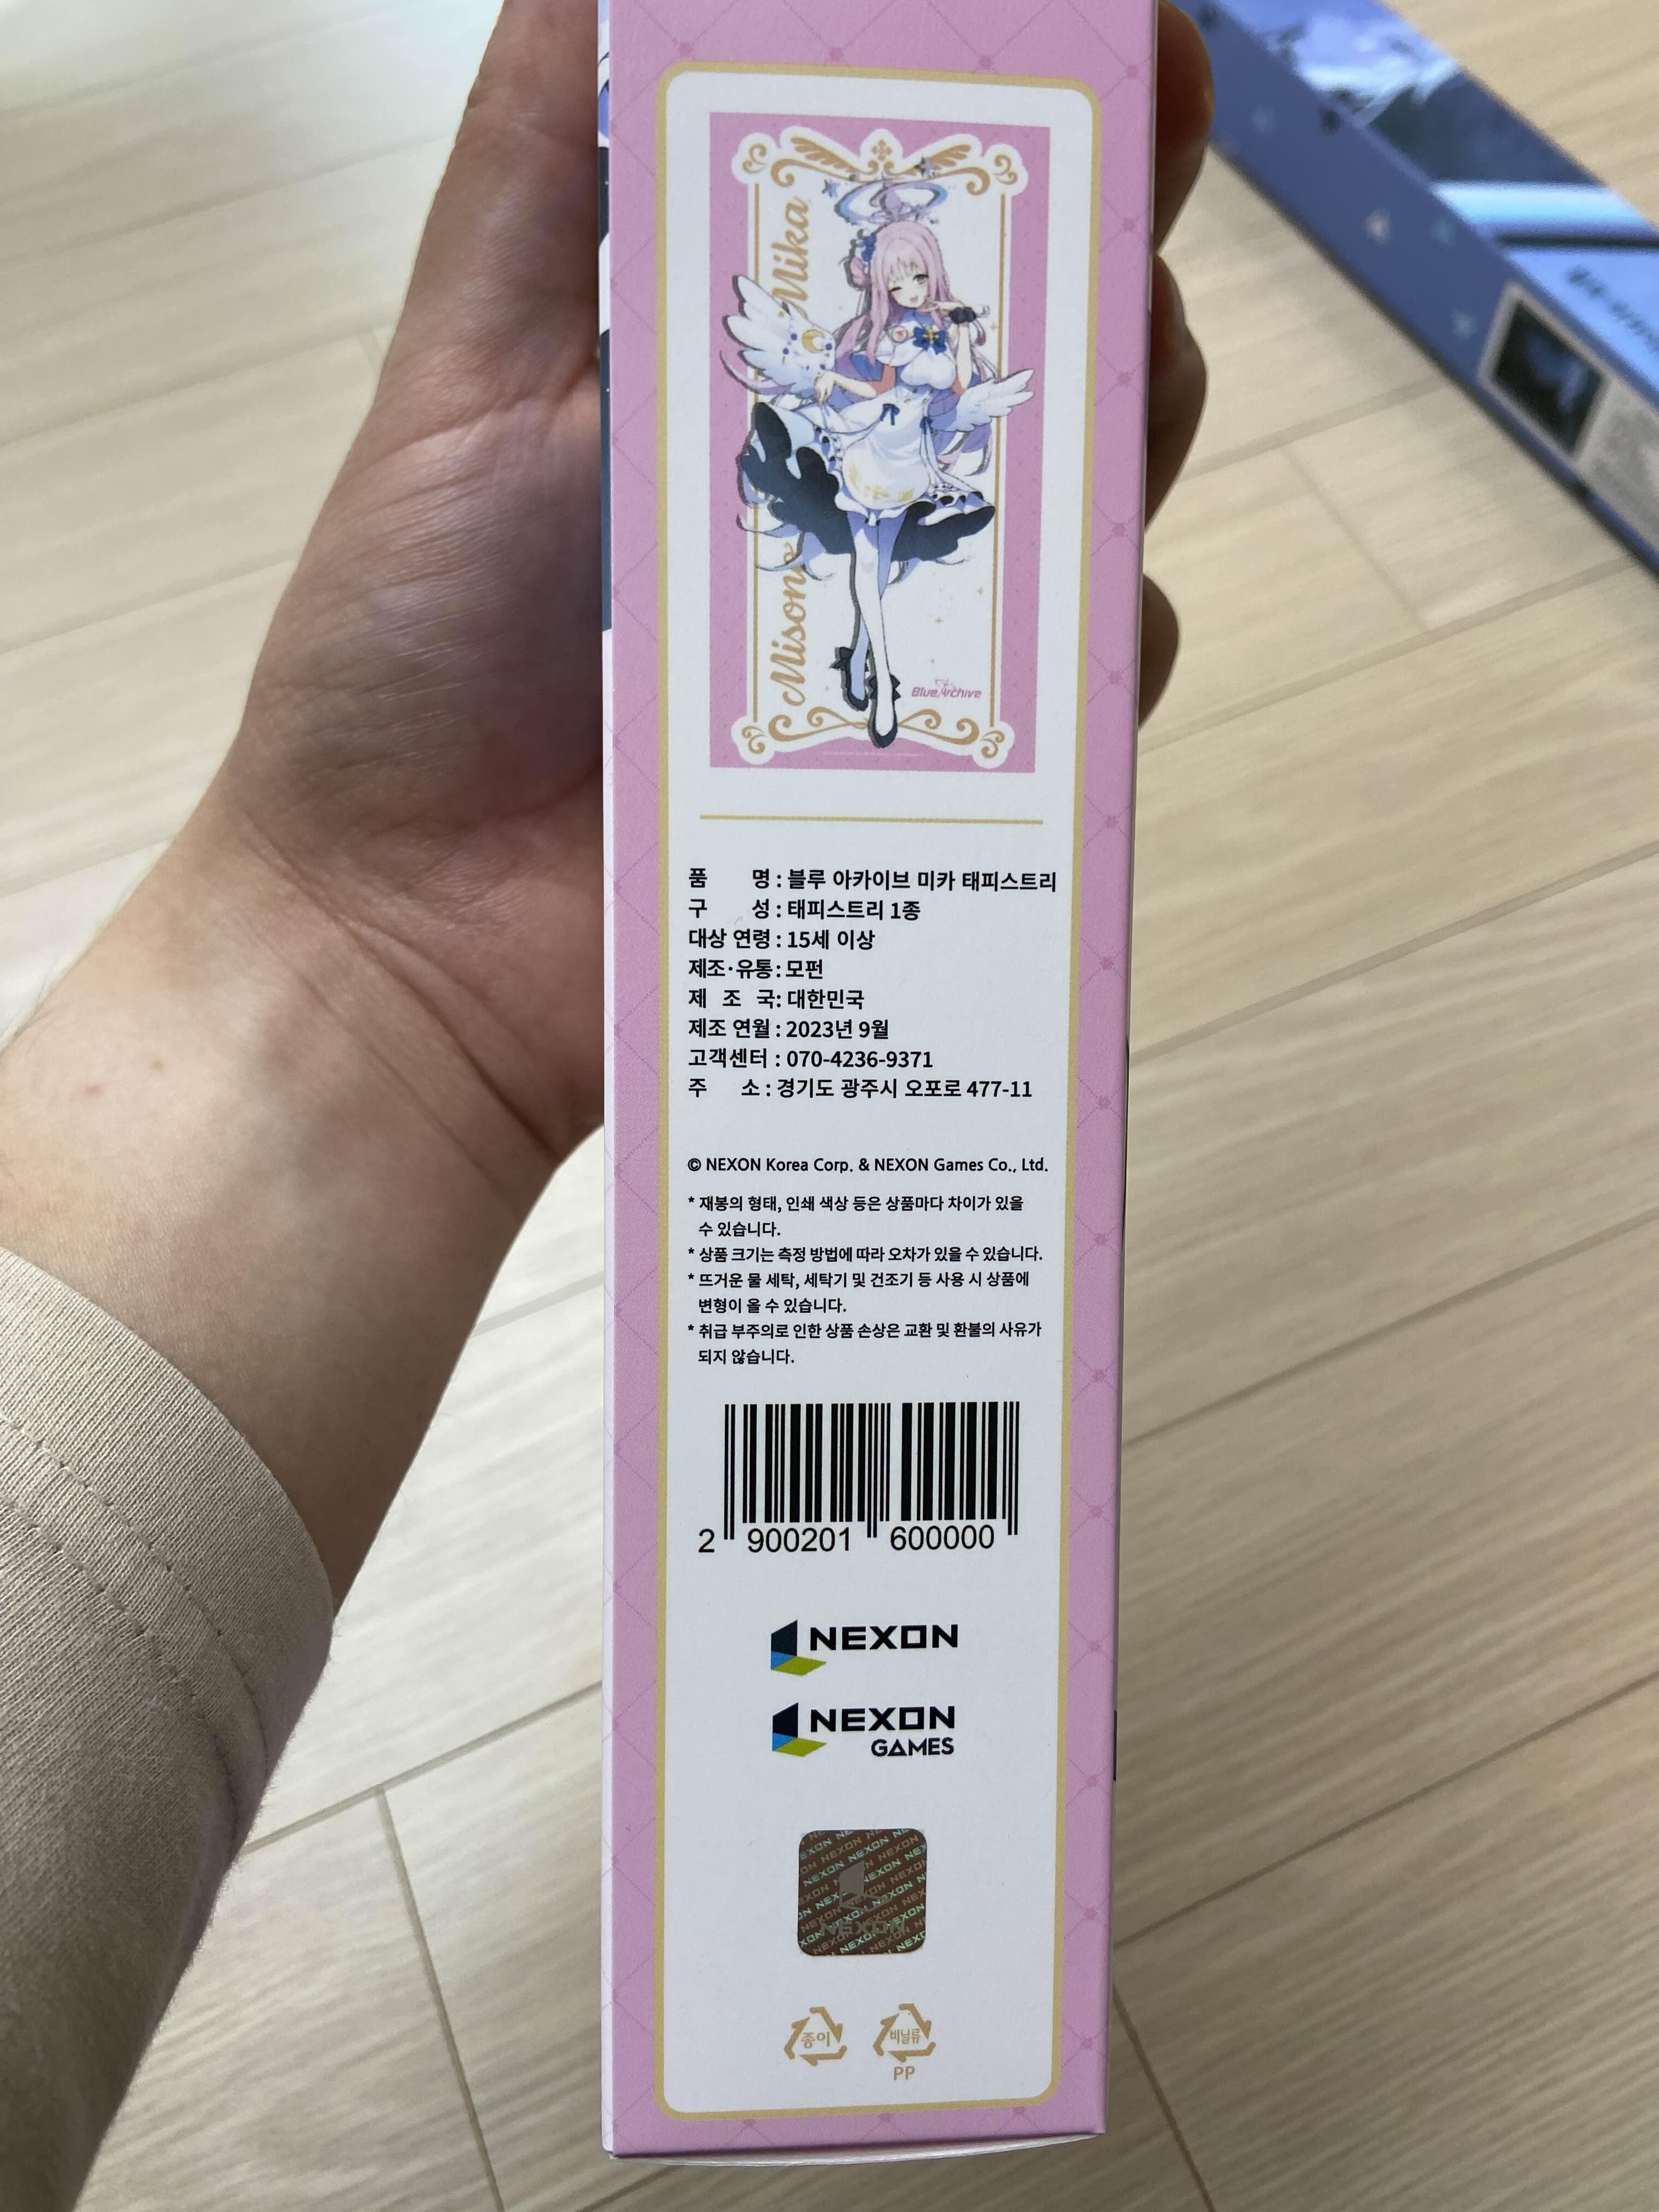 Misono Mika
Blue Archive
품 명 : 블루 아카이브 미카 태피스트리
구 성 : 태피스트리 1종
대상 연령 : 15세 이상
제조·유통 : 모펀
제 조 국 : 대한민국
제조 연월 : 2023년 9월
고객센터 : 070-4236-9371
주 소 : 경기도 광주시 오포로 477-11
© NEXON Korea Corp. & NEXON Games Co., Ltd.
* 재봉의 형태, 인쇄 색상 등은 상품마다 차이가 있을
수 있습니다.
* 상품 크기는 측정 방법에 따라 오차가 있을 수 있습니다.
* 뜨거운 물 세탁, 세탁기 및 건조기 등 사용 시 상품에
변형이 올 수 있습니다.
* 취급 부주의로 인한 상품 손상은 교환 및 환불의 사유가
되지 않습니다.
2 900201 600000
NEXON
NEXON
GAMES
NEXON
종이
비닐류
PP